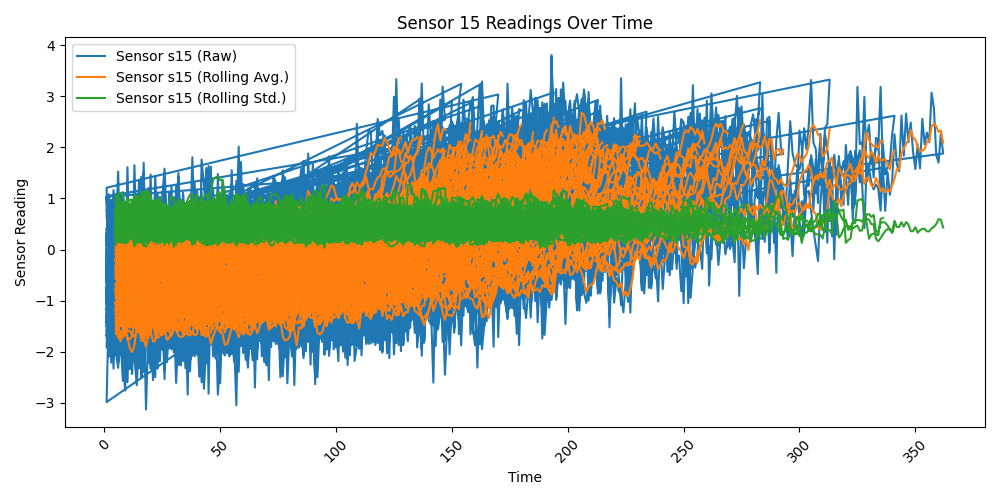 Sensor 15 Readings Over Time
Sensor s15 (Raw)
Sensor s15 (Rolling Avg.)
Sensor s15 (Rolling Std.)
Sensor Reading
4
3
2
1
0
−1
−2
−3
0 50 100 150 200 250 300 350
Time